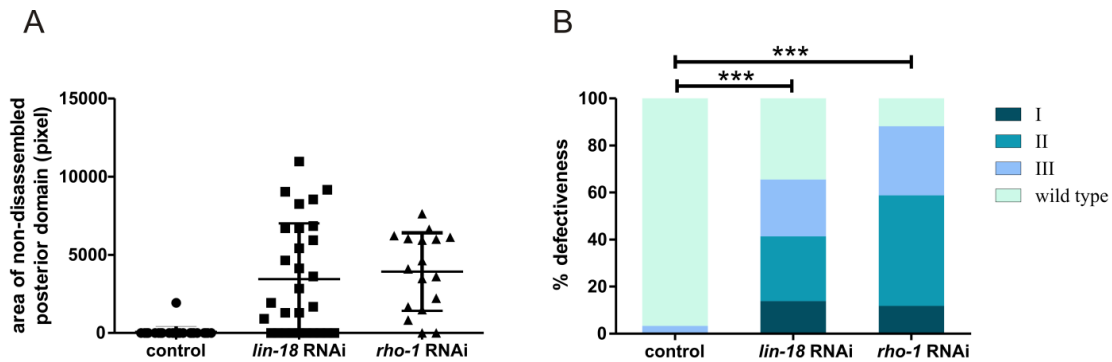 A
area of non-disassembled
posterior domain (pixel)
15000
10000
5000
0
control
lin-18 RNAi
rho-1 RNAi
B
% defectiveness
100
80
60
40
20
0
***
***
control
lin-18 RNAi
rho-1 RNAi
I
II
III
wild type